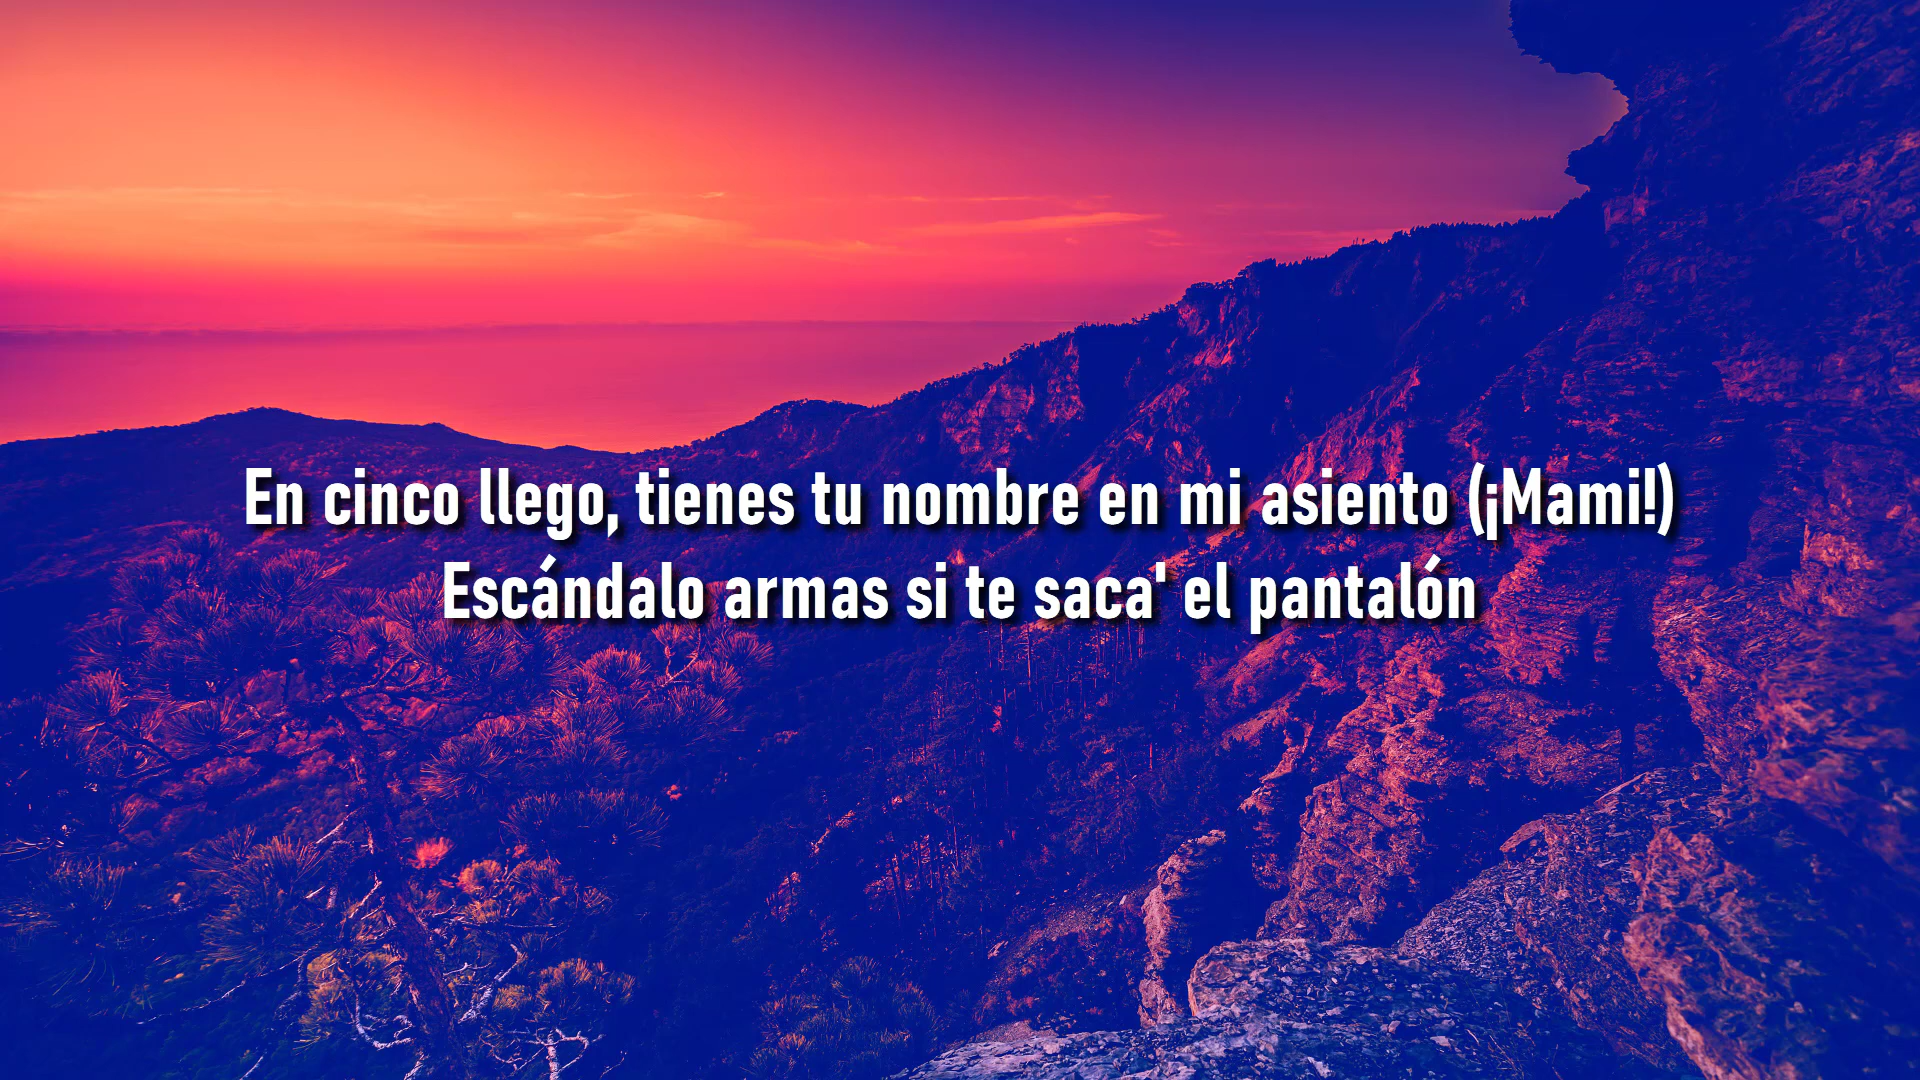 En cinco llego, tienes tu nombre en mi asiento (¡Mami!)
Escándalo armas si te saca' el pantalón